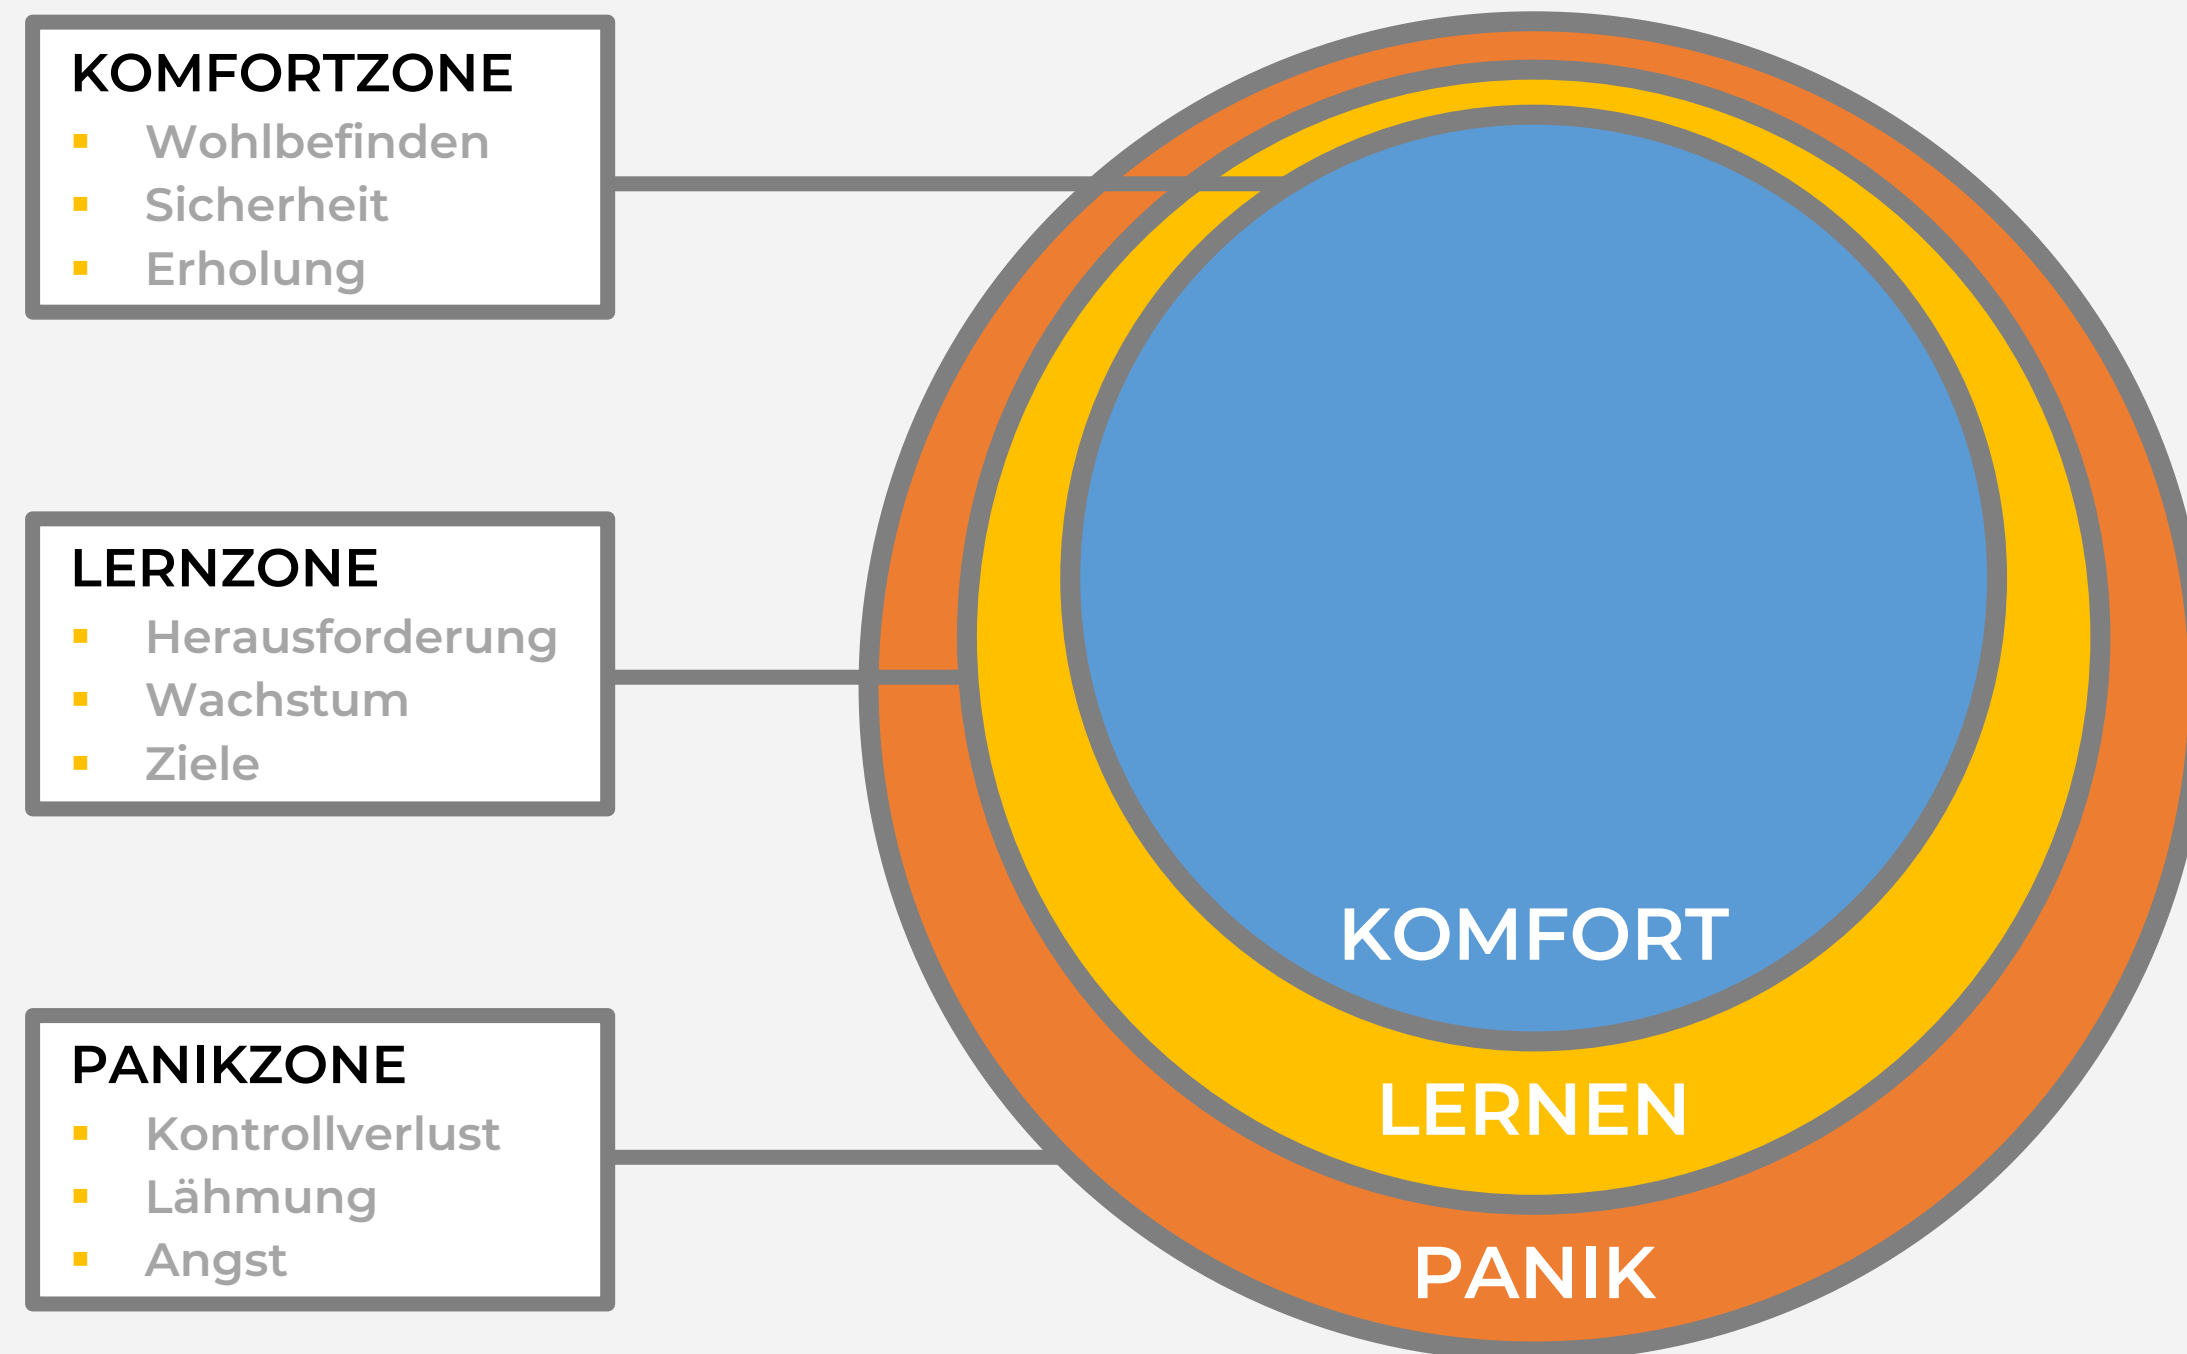 KOMFORTZONE
Wohlbefinden
Sicherheit
Erholung
LERNZONE
Herausforderung
Wachstum
Ziele
PANIKZONE
Kontrollverlust
Lähmung
Angst
KOMFORT
LERNEN
PANIK